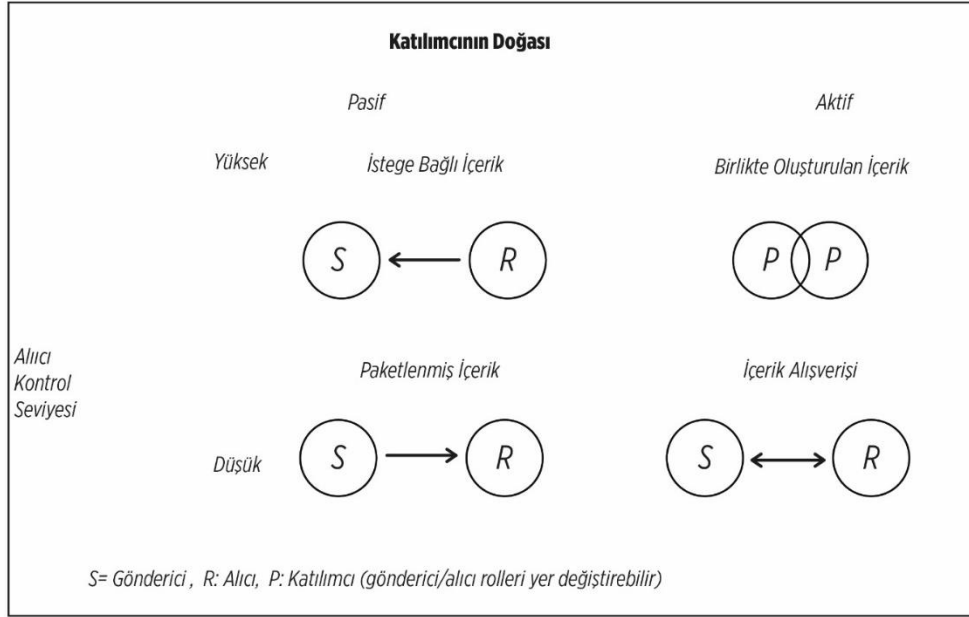 Katılımcının Doğası
Pasif Aktif
Yüksek İstege Bağlı İçerik Birlikte Oluşturulan İçerik
S R P P
Alıcı
Kontrol
Seviyesi
Paketlenmiş İçerik İçerik Alışverişi
Düşük S R S R
S= Gönderici , R: Alıcı, P: Katılımcı (gönderici/alıcı rolleri yer değiştirebilir)